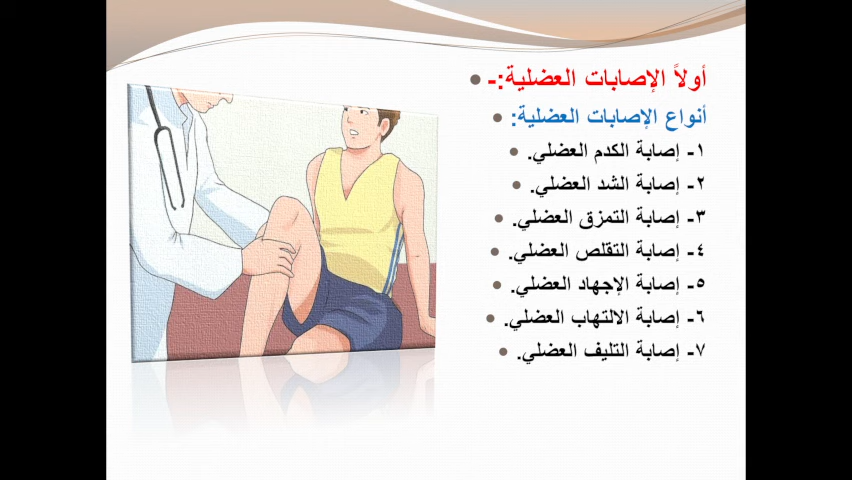 أولاً الإصابات العضلية:-
أنواع الإصابات العضلية:
١- إصابة الكدم العضلي.
٢- إصابة الشد العضلي.
٣- إصابة التمزق العضلي.
٤- إصابة التقلص العضلي.
٥- إصابة الإجهاد العضلي.
٦- إصابة الالتهاب العضلي.
٧- إصابة التليف العضلي.